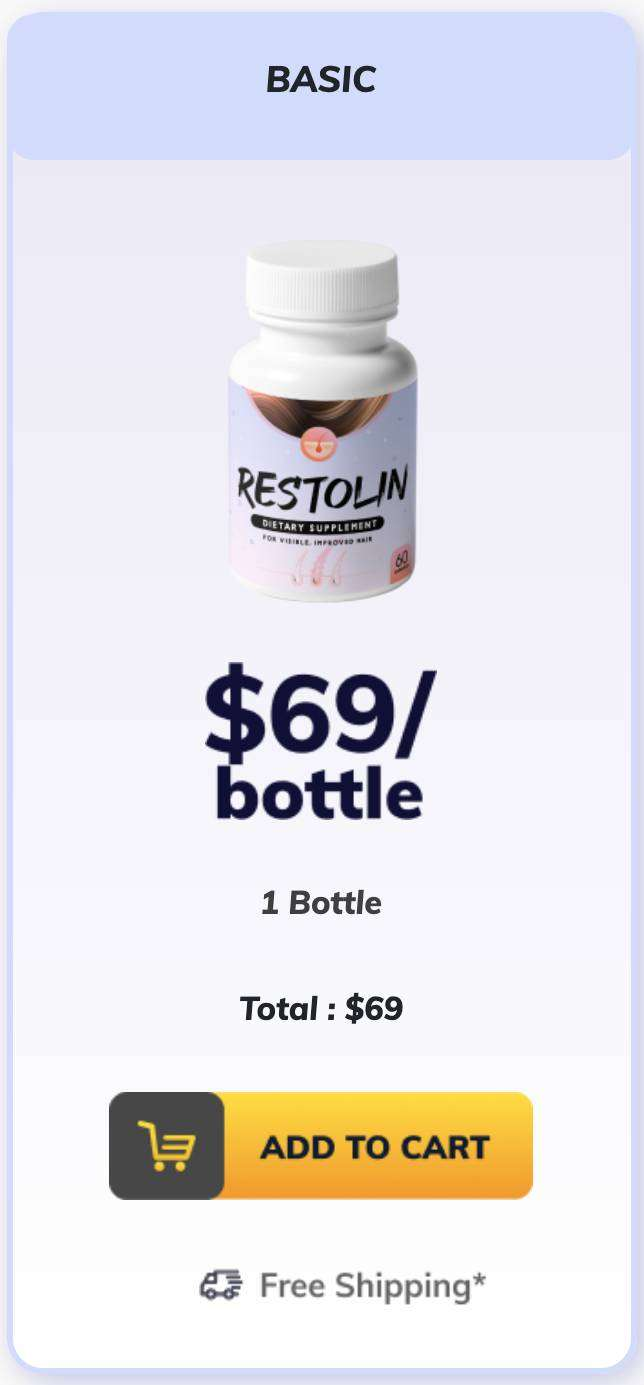 BASIC
RESTOLIN
DIETARY SUPPLEMENT
FOR VISIBLE, IMPROVED HAIR
60
$69/
bottle
1 Bottle
Total : $69
ADD TO CART
Free Shipping*